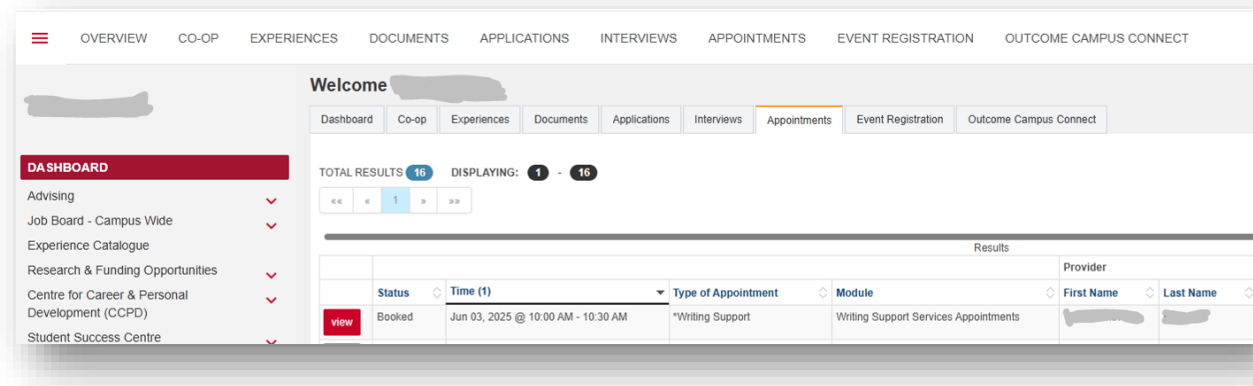 OVERVIEW CO-OP EXPERIENCES DOCUMENTS APPLICATIONS INTERVIEWS APPOINTMENTS EVENT REGISTRATION OUTCOME CAMPUS CONNECT
Welcome
Dashboard Co-op Experiences Documents Applications Interviews Appointments Event Registration Outcome Campus Connect
DASHBOARD
Advising
Job Board - Campus Wide
Experience Catalogue
Research & Funding Opportunities
Centre for Career & Personal
Development (CCPD)
Student Success Centre
TOTAL RESULTS 16 DISPLAYING: 1 - 16
«« « 1 » »»
Results
Provider
Status Time (1) Type of Appointment Module First Name Last Name
view Booked Jun 03, 2025 @ 10:00 AM - 10:30 AM *Writing Support Writing Support Services Appointments